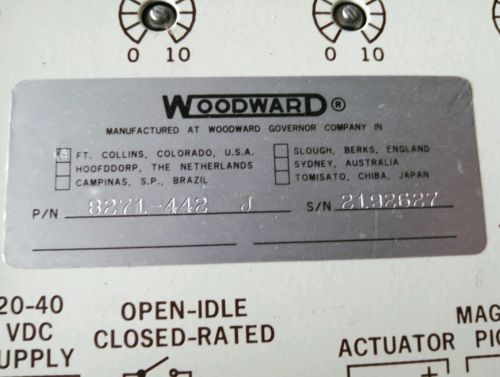 0 10 0 10
WOODWARD®
MANUFACTURED AT WOODWARD GOVERNOR COMPANY IN
FT. COLLINS, COLORADO, U.S.A. SLOUGH, BERKS, ENGLAND
HOOFDDORP, THE NETHERLANDS SYDNEY, AUSTRALIA
CAMPINAS, S.P., BRAZIL TOMISATO, CHIBA, JAPAN
P/N 8271-442 J S/N 2192627
20-40 OPEN-IDLE
VDC CLOSED-RATED MAG
SUPPLY ACTUATOR PIC
+